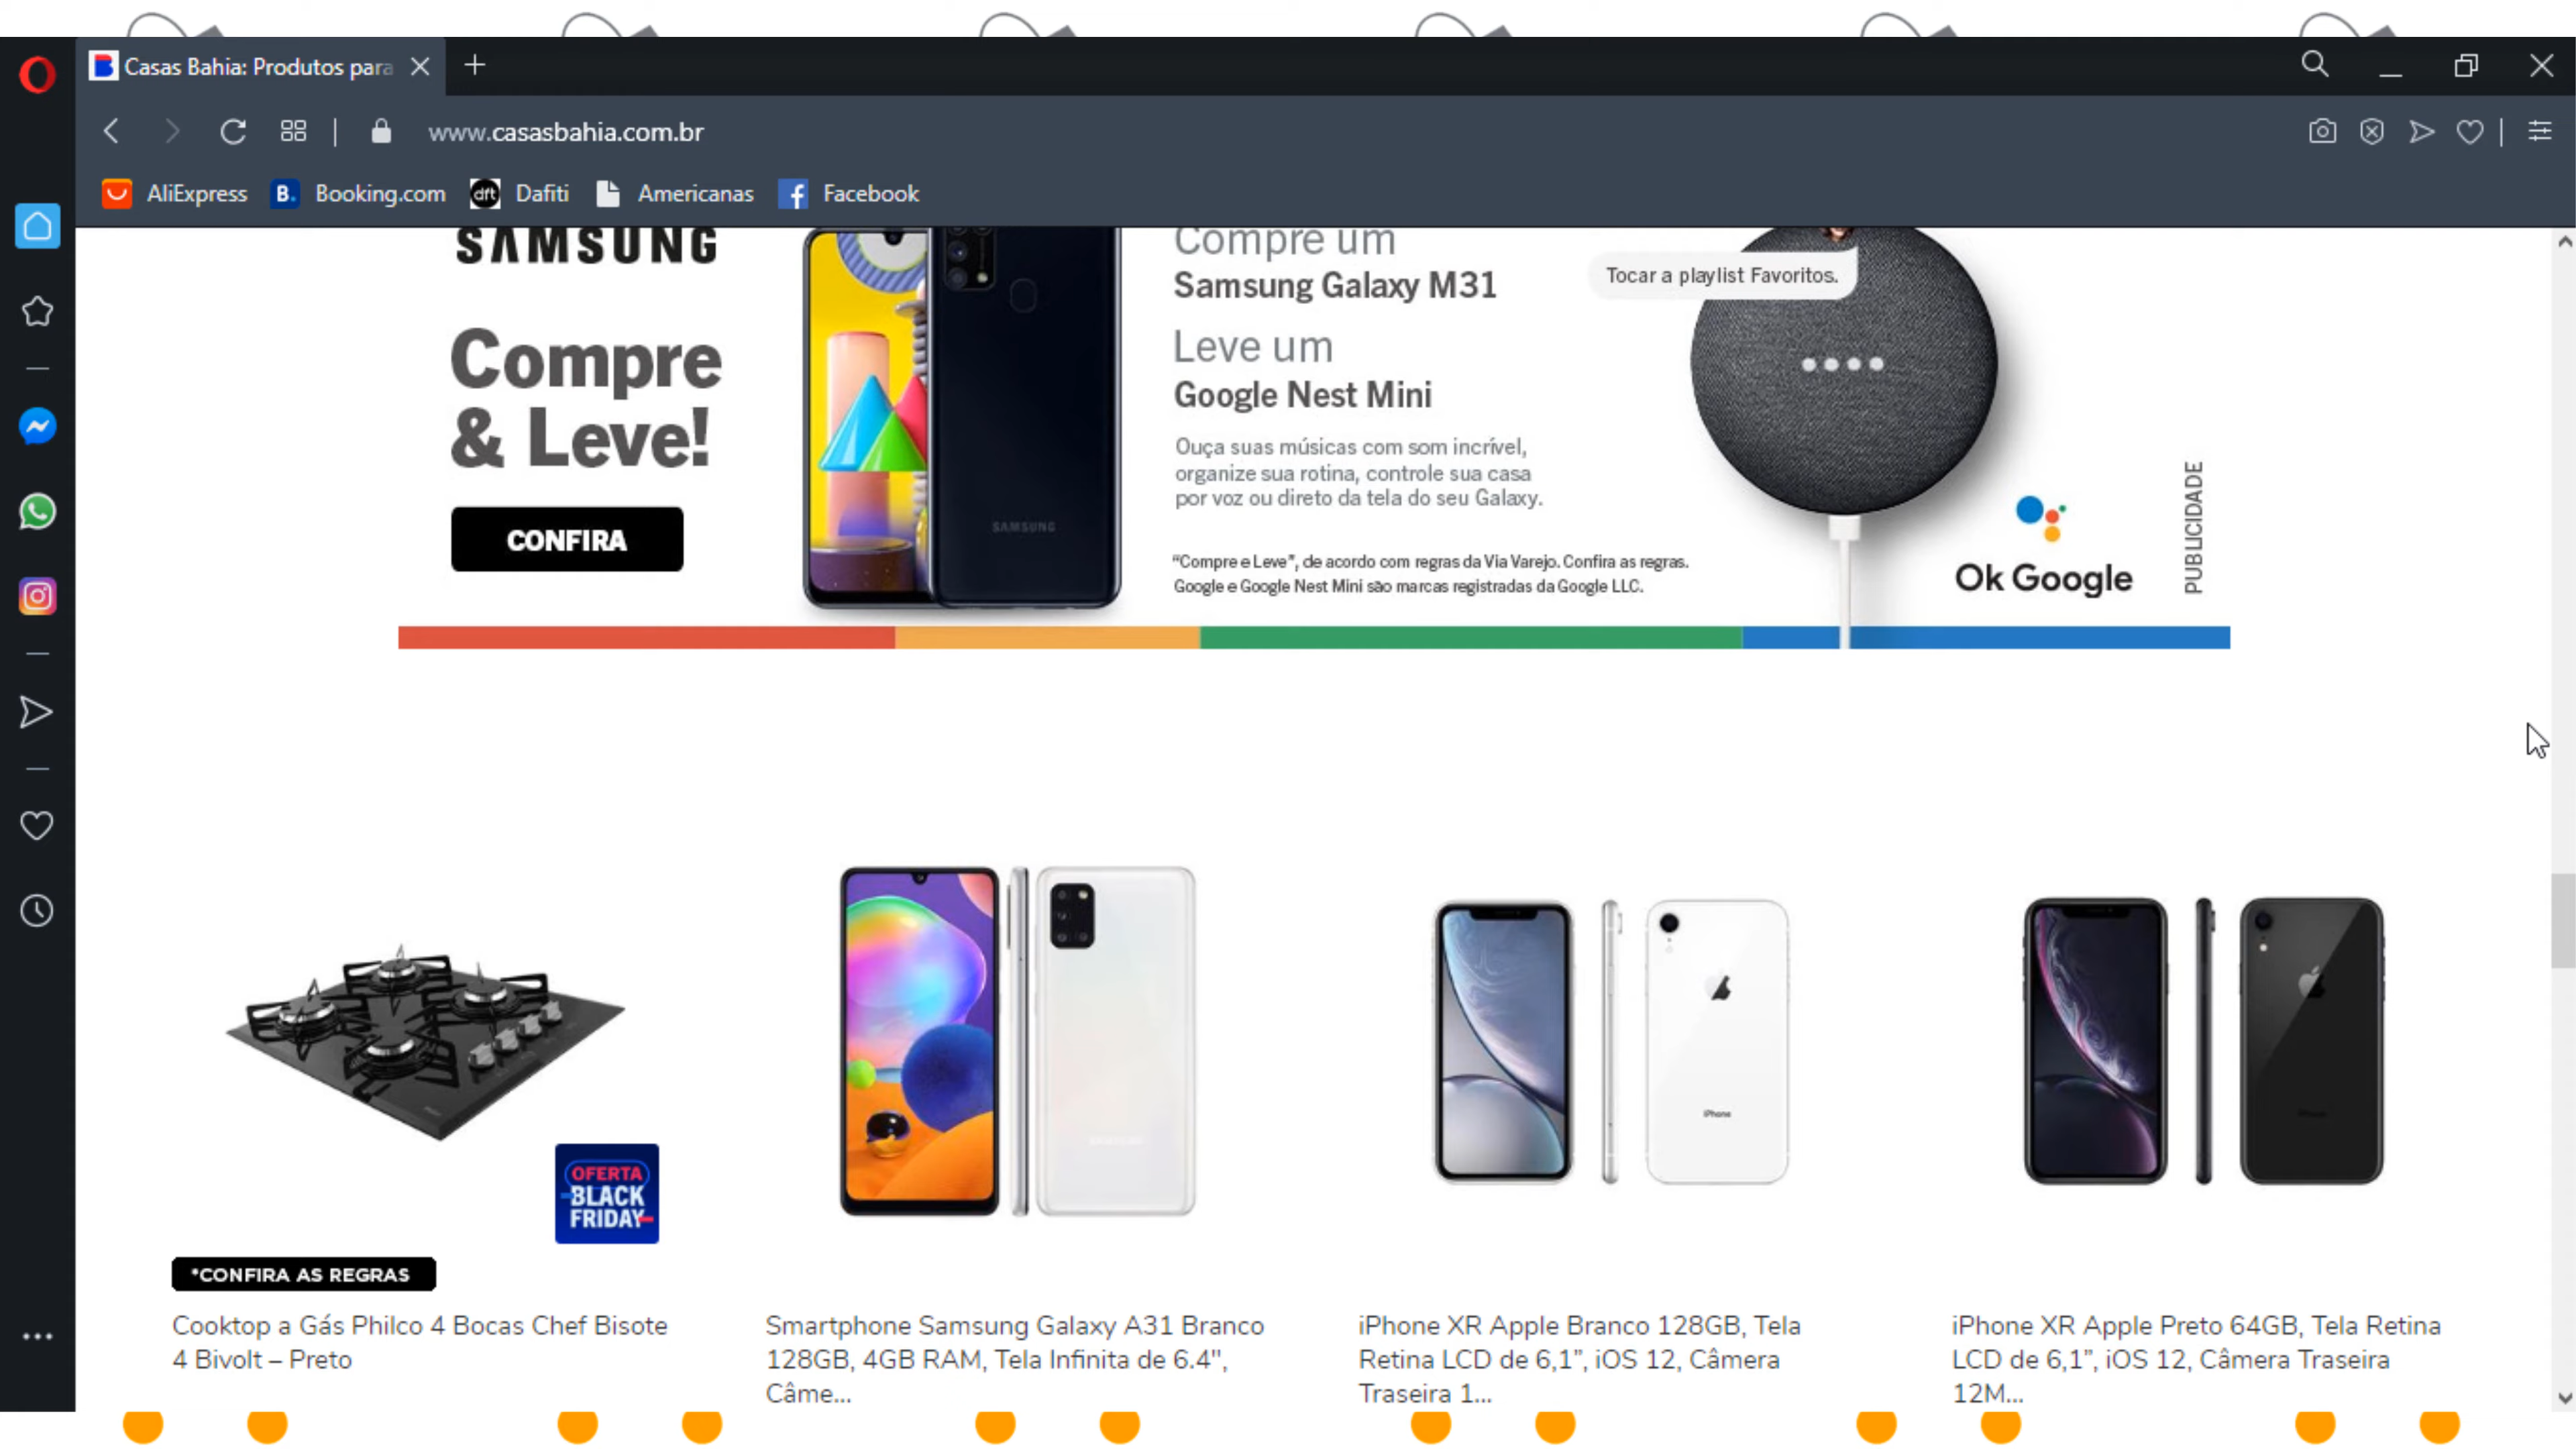 Casas Bahia: Produtos para
www.casasbahia.com.br
AliExpress
Booking.com
Dafiti
Americanas
Facebook
SAMSUNG
Compre
& Leve!
CONFIRA
SAMSUNG
Compre um
Samsung Galaxy M31
Leve um
Google Nest Mini
Ouça suas músicas com som incrível,
organize sua rotina, controle sua casa
por voz ou direto da tela do seu Galaxy.
"Compre e Leve", de acordo com regras da Via Varejo. Confira as regras.
Google e Google Nest Mini são marcas registradas da Google LLC.
Tocar a playlist Favoritos.
Ok Google
PUBLICIDADE
OFERTA
BLACK
FRIDAY
*CONFIRA AS REGRAS
Cooktop a Gás Philco 4 Bocas Chef Bisote
4 Bivolt – Preto
SAMSUNG
Smartphone Samsung Galaxy A31 Branco
128GB, 4GB RAM, Tela Infinita de 6.4",
Câme...
iPhone
iPhone XR Apple Branco 128GB, Tela
Retina LCD de 6,1”, iOS 12, Câmera
Traseira 1...
iPhone
iPhone XR Apple Preto 64GB, Tela Retina
LCD de 6,1”, iOS 12, Câmera Traseira
12M...